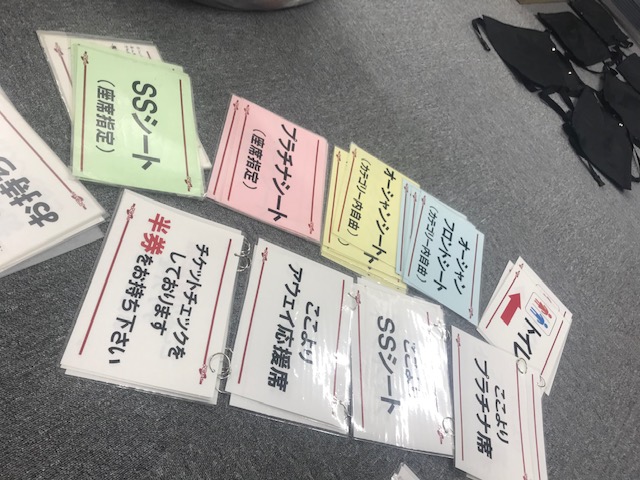 SSシート
(座席指定)
プラチナシート
(座席指定)
オーシャンシート
(カテゴリー内自由)
オーシャン
フロントシート
(カテゴリー内自由)
トイレ
お持ち
チケットチェックを
しております
半券をお持ち下さい
ここより
アウェイ応援席
ここより
SSシート
ここより
プラチナ席